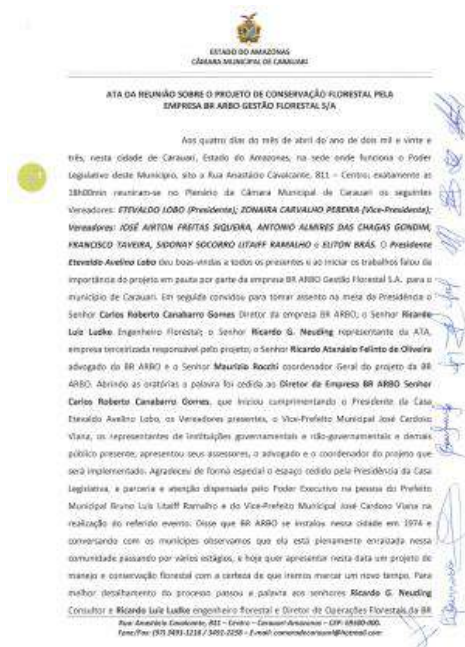 ESTADO DO AMAZONAS
CÂMARA MUNICIPAL DE CARAUARI
ATA DA REUNIÃO SOBRE O PROJETO DE CONSERVAÇÃO FLORESTAL PELA
EMPRESA BR ARBO GESTÃO FLORESTAL S/A
Aos quatro dias do mês de abril do ano de dois mil e vinte e
três, nesta cidade de Carauari, Estado do Amazonas, na sede onde funciona o Poder
Legislativo deste Município, sito a Rua Anastácio Cavalcante, 811 – Centro; exatamente as
18h00min reuniram-se no Plenário da Câmara Municipal de Carauari os seguintes
Vereadores: ETEVALDO LOBO (Presidente); ZONAIRA CARVALHO PEREIRA (Vice-Presidente);
Vereadores: JOSÉ AIRTON FREITAS SIQUEIRA, ANTONIO ALMIRES DAS CHAGAS GONDIM,
FRANCISCO TAVEIRA, SIDONAY SOCORRO LITAIFF RAMALHO e ELITON BRÁS. O Presidente
Etevaldo Avelino Lobo deu boas-vindas a todos os presentes e ao iniciar os trabalhos falou da
importância do projeto em pauta por parte da empresa BR ARBO Gestão Florestal S.A. para o
município de Carauari. Em seguida convidou para tomar assento na mesa da Presidência o
Senhor Carlos Roberto Canabarro Gomes Diretor da empresa BR ARBO; o Senhor Ricardo
Luiz Ludke Engenheiro Florestal; o Senhor Ricardo G. Neuding representante da ATA,
empresa terceirizada responsável pelo projeto; o Senhor Ricardo Atanásio Felinto de Oliveira
advogado da BR ARBO e o Senhor Maurizio Rocchi coordenador Geral do projeto da BR
ARBO. Abrindo as oratórias a palavra foi cedida ao Diretor da Empresa BR ARBO Senhor
Carlos Roberto Canabarro Gomes, que iniciou cumprimentando o Presidente da Casa
Etevaldo Avelino Lobo, os Vereadores presentes, o Vice-Prefeito Municipal José Cardoso
Viana, os representantes de instituições governamentais e não-governamentais e demais
público presente, apresentou seus assessores, o advogado e o coordenador do projeto que
será implementado. Agradeceu de forma especial o espaço cedido pela Presidência da Casa
Legislativa, a parceria e atenção dispensada pelo Poder Executivo na pessoa do Prefeito
Municipal Bruno Luis Litaiff Ramalho e do Vice-Prefeito Municipal José Cardoso Viana na
realização do referido evento. Disse que BR ARBO se instalou nesta cidade em 1974 e
conversando com os munícipes observamos que ela está plenamente enraizada nessa
comunidade passando por vários estágios, e hoje quer apresentar nesta data um projeto de
manejo e conservação florestal com a certeza de que iremos marcar um novo tempo. Para
melhor detalhamento do processo passou a palavra aos senhores Ricardo G. Neuding
Consultor e Ricardo Luiz Ludke engenheiro florestal e Diretor de Operações Florestais da BR
Rua: Anastácio Cavalcante, 811 – Centro – Carauari – Amazonas – CEP: 69500-000.
Fone/Fax: (97) 3491-1218 / 3491-2258 – E-mail: